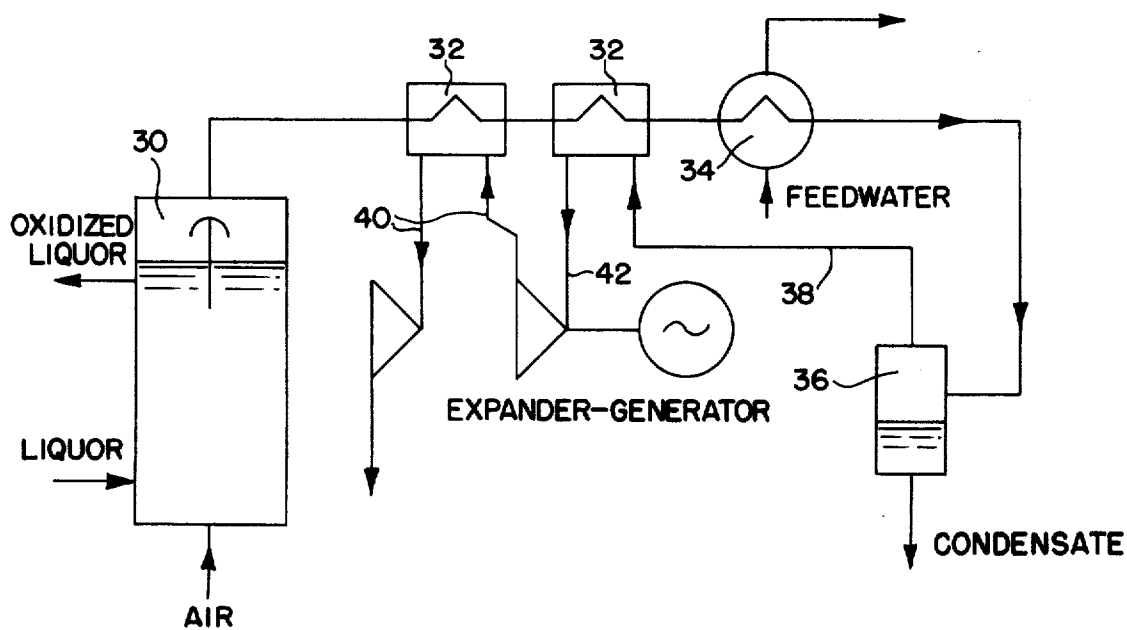 32
32
30
34
OXIDIZED
LIQUOR
FEEDWATER
40
42
38
36
EXPANDER-GENERATOR
LIQUOR
CONDENSATE
AIR